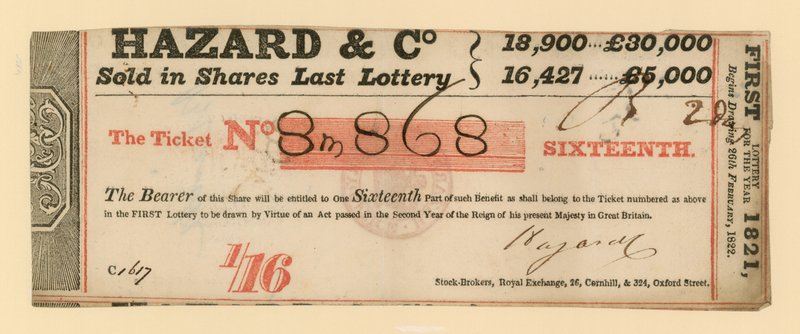 HAZARD & Co
18,900 ... £30,000
Sold in Shares Last Lottery
16,427 ...... £5,000
The Ticket No 8m868
SIXTEENTH.
The Bearer of this Share will be entitled to One Sixteenth Part of such Benefit as shall belong to the Ticket numbered as above
in the FIRST Lottery to be drawn by Virtue of an Act passed in the Second Year of the Reign of his present Majesty in Great Britain.
Hazard
C1617
1/16
Stock-Brokers, Royal Exchange, 26, Cornhill, & 324, Oxford Street.
FIRST LOTTERY FOR THE YEAR 1821,
Begins Drawing 26th FEBRUARY, 1822.